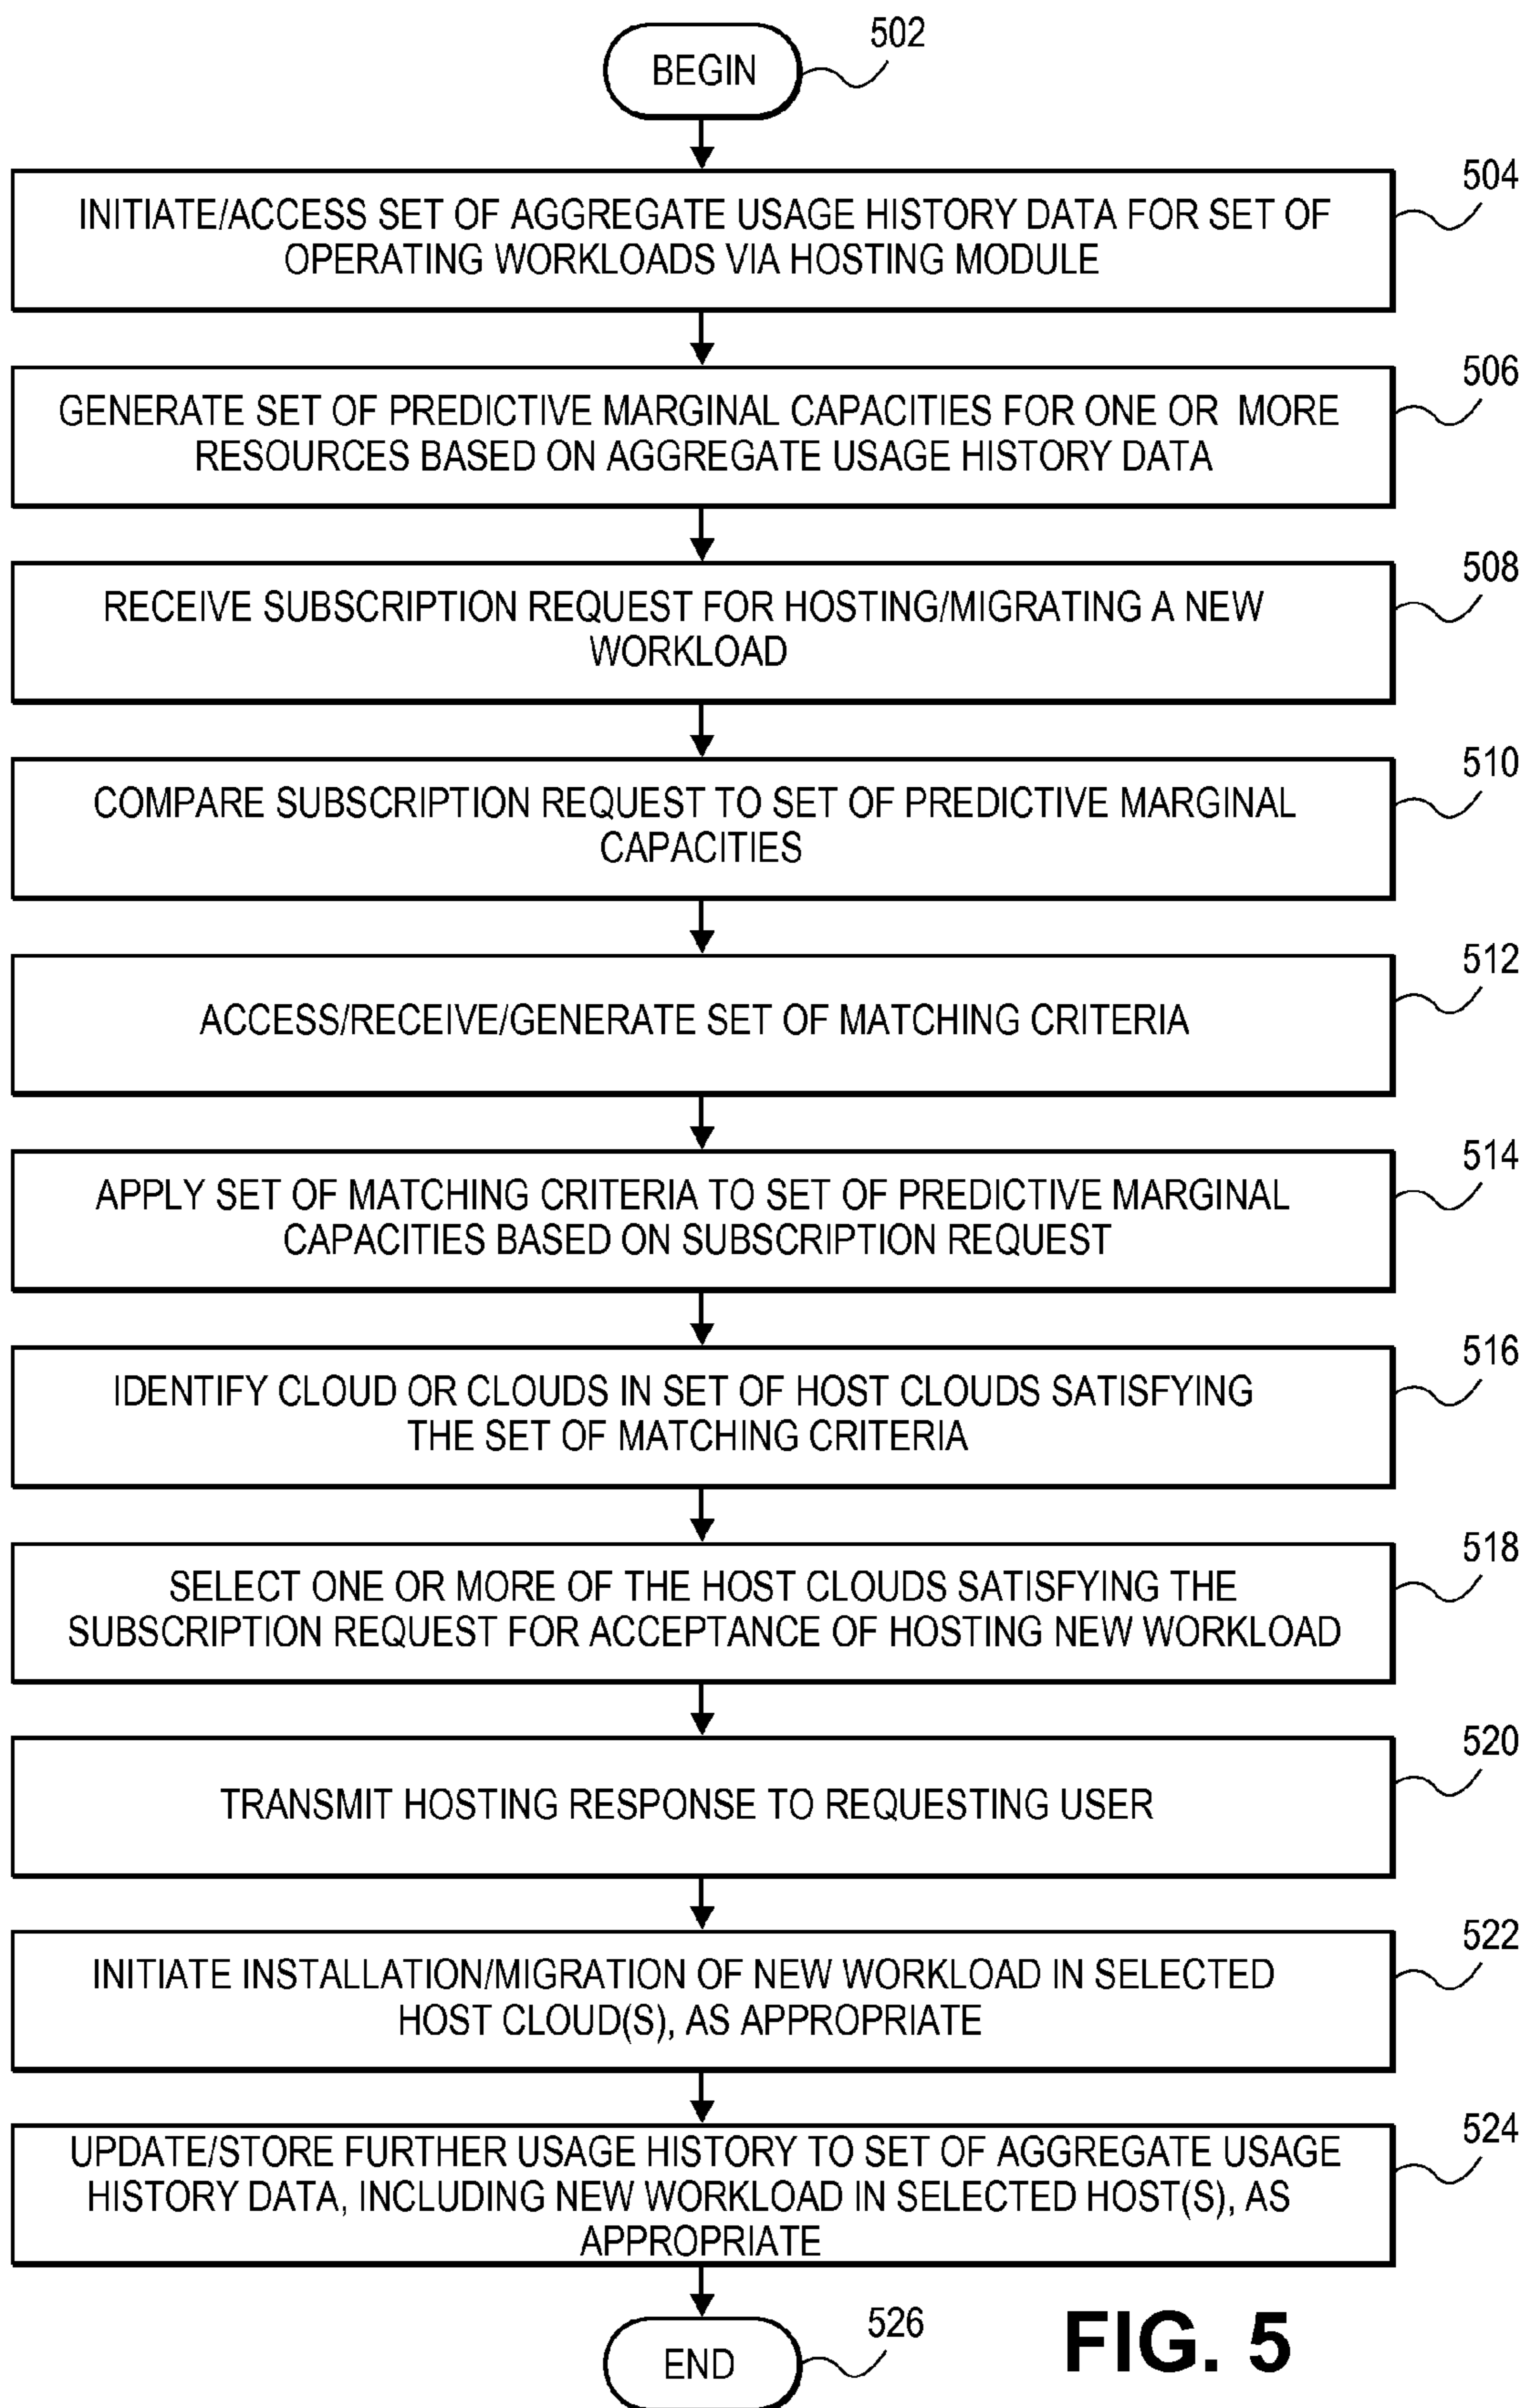 BEGIN
502
INITIATE/ACCESS SET OF AGGREGATE USAGE HISTORY DATA FOR SET OF
OPERATING WORKLOADS VIA HOSTING MODULE
504
GENERATE SET OF PREDICTIVE MARGINAL CAPACITIES FOR ONE OR MORE
RESOURCES BASED ON AGGREGATE USAGE HISTORY DATA
506
RECEIVE SUBSCRIPTION REQUEST FOR HOSTING/MIGRATING A NEW
WORKLOAD
508
COMPARE SUBSCRIPTION REQUEST TO SET OF PREDICTIVE MARGINAL
CAPACITIES
510
ACCESS/RECEIVE/GENERATE SET OF MATCHING CRITERIA
512
APPLY SET OF MATCHING CRITERIA TO SET OF PREDICTIVE MARGINAL
CAPACITIES BASED ON SUBSCRIPTION REQUEST
514
IDENTIFY CLOUD OR CLOUDS IN SET OF HOST CLOUDS SATISFYING
THE SET OF MATCHING CRITERIA
516
SELECT ONE OR MORE OF THE HOST CLOUDS SATISFYING THE
SUBSCRIPTION REQUEST FOR ACCEPTANCE OF HOSTING NEW WORKLOAD
518
TRANSMIT HOSTING RESPONSE TO REQUESTING USER
520
INITIATE INSTALLATION/MIGRATION OF NEW WORKLOAD IN SELECTED
HOST CLOUD(S), AS APPROPRIATE
522
UPDATE/STORE FURTHER USAGE HISTORY TO SET OF AGGREGATE USAGE
HISTORY DATA, INCLUDING NEW WORKLOAD IN SELECTED HOST(S), AS
APPROPRIATE
524
END
526
FIG. 5